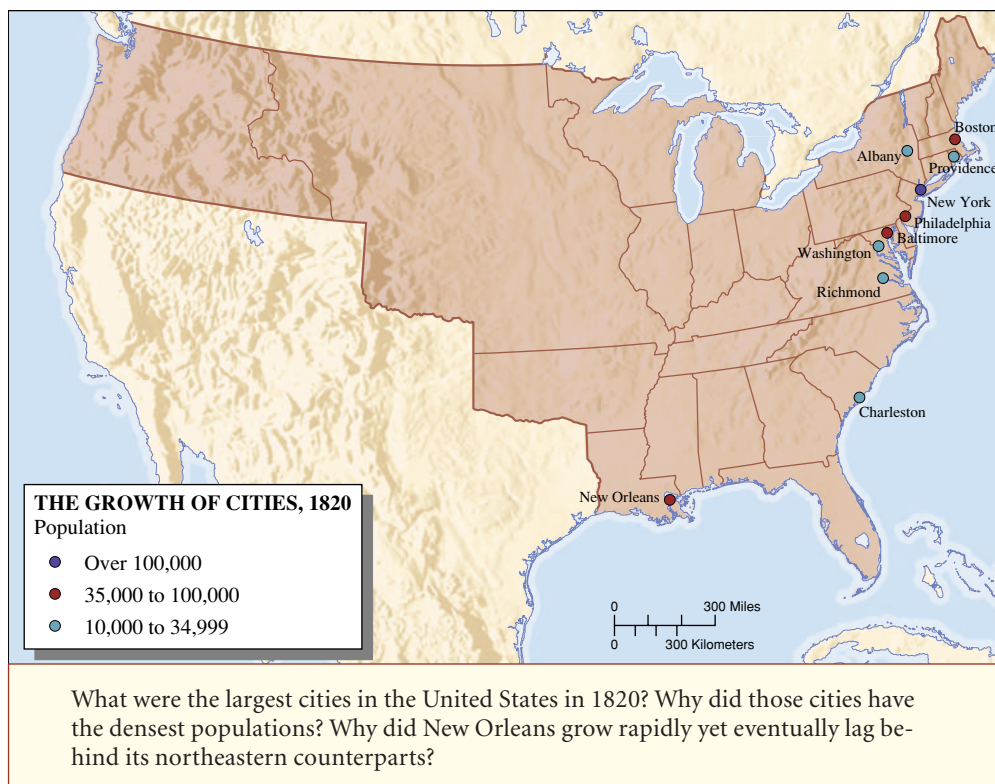 Boston
Albany
Providence
New York
Philadelphia
Baltimore
Washington
Richmond
Charleston
New Orleans
THE GROWTH OF CITIES, 1820
Population
Over 100,000
35,000 to 100,000
10,000 to 34,999
0 300 Miles
0 300 Kilometers
What were the largest cities in the United States in 1820? Why did those cities have
the densest populations? Why did New Orleans grow rapidly yet eventually lag be-
hind its northeastern counterparts?